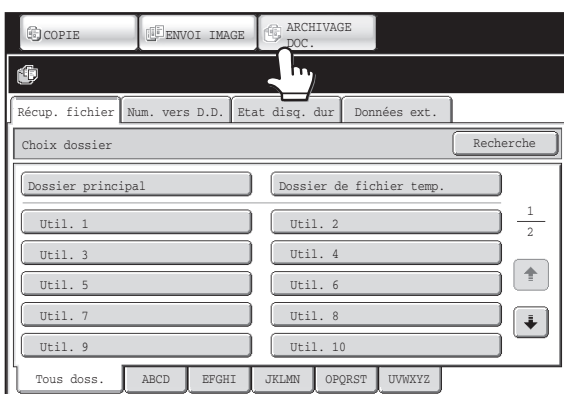 COPIE
ENVOI IMAGE
ARCHIVAGE
DOC.
Récup. fichier
Num. vers D.D.
Etat disq. dur
Données ext.
Choix dossier
Recherche
Dossier principal
Dossier de fichier temp.
Util. 1
Util. 2
Util. 3
Util. 4
Util. 5
Util. 6
Util. 7
Util. 8
Util. 9
Util. 10
1
2
Tous doss.
ABCD
EFGHI
JKLMN
OPQRST
UVWXYZ